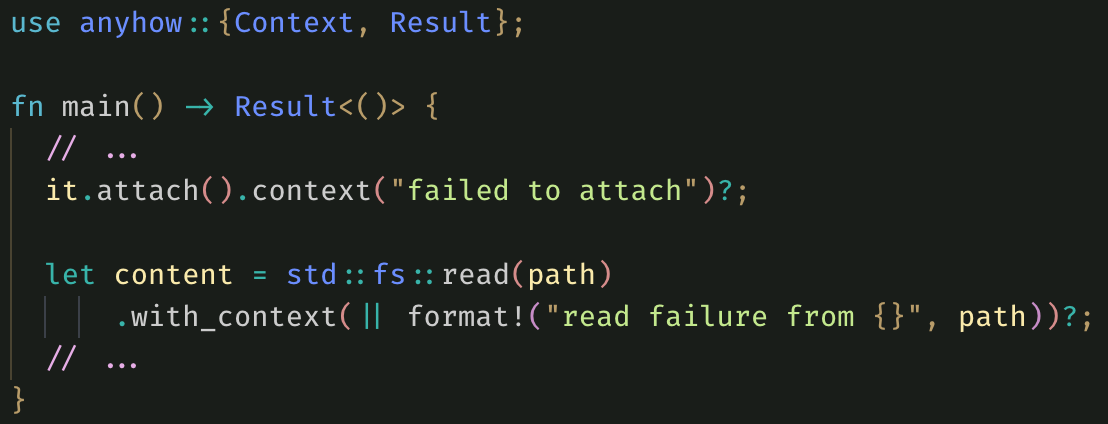 use anyhow::{Context, Result};

fn main() -> Result<()> {
  // ...
  it.attach().context("failed to attach")?;

  let content = std::fs::read(path)
      .with_context(|| format!("read failure from {}", path))?;
  // ...
}